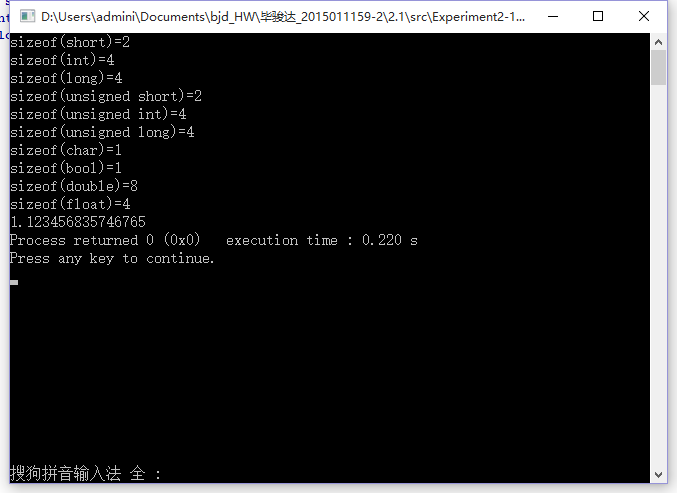 D:\Users\admini\Documents\bjd_HW\毕骏达_2015011159-2\2.1\src\Experiment2-1...
sizeof(short)=2
sizeof(int)=4
sizeof(long)=4
sizeof(unsigned short)=2
sizeof(unsigned int)=4
sizeof(unsigned long)=4
sizeof(char)=1
sizeof(bool)=1
sizeof(double)=8
sizeof(float)=4
1.123456835746765
Process returned 0 (0x0)   execution time : 0.220 s
Press any key to continue.
搜狗拼音输入法 全 :